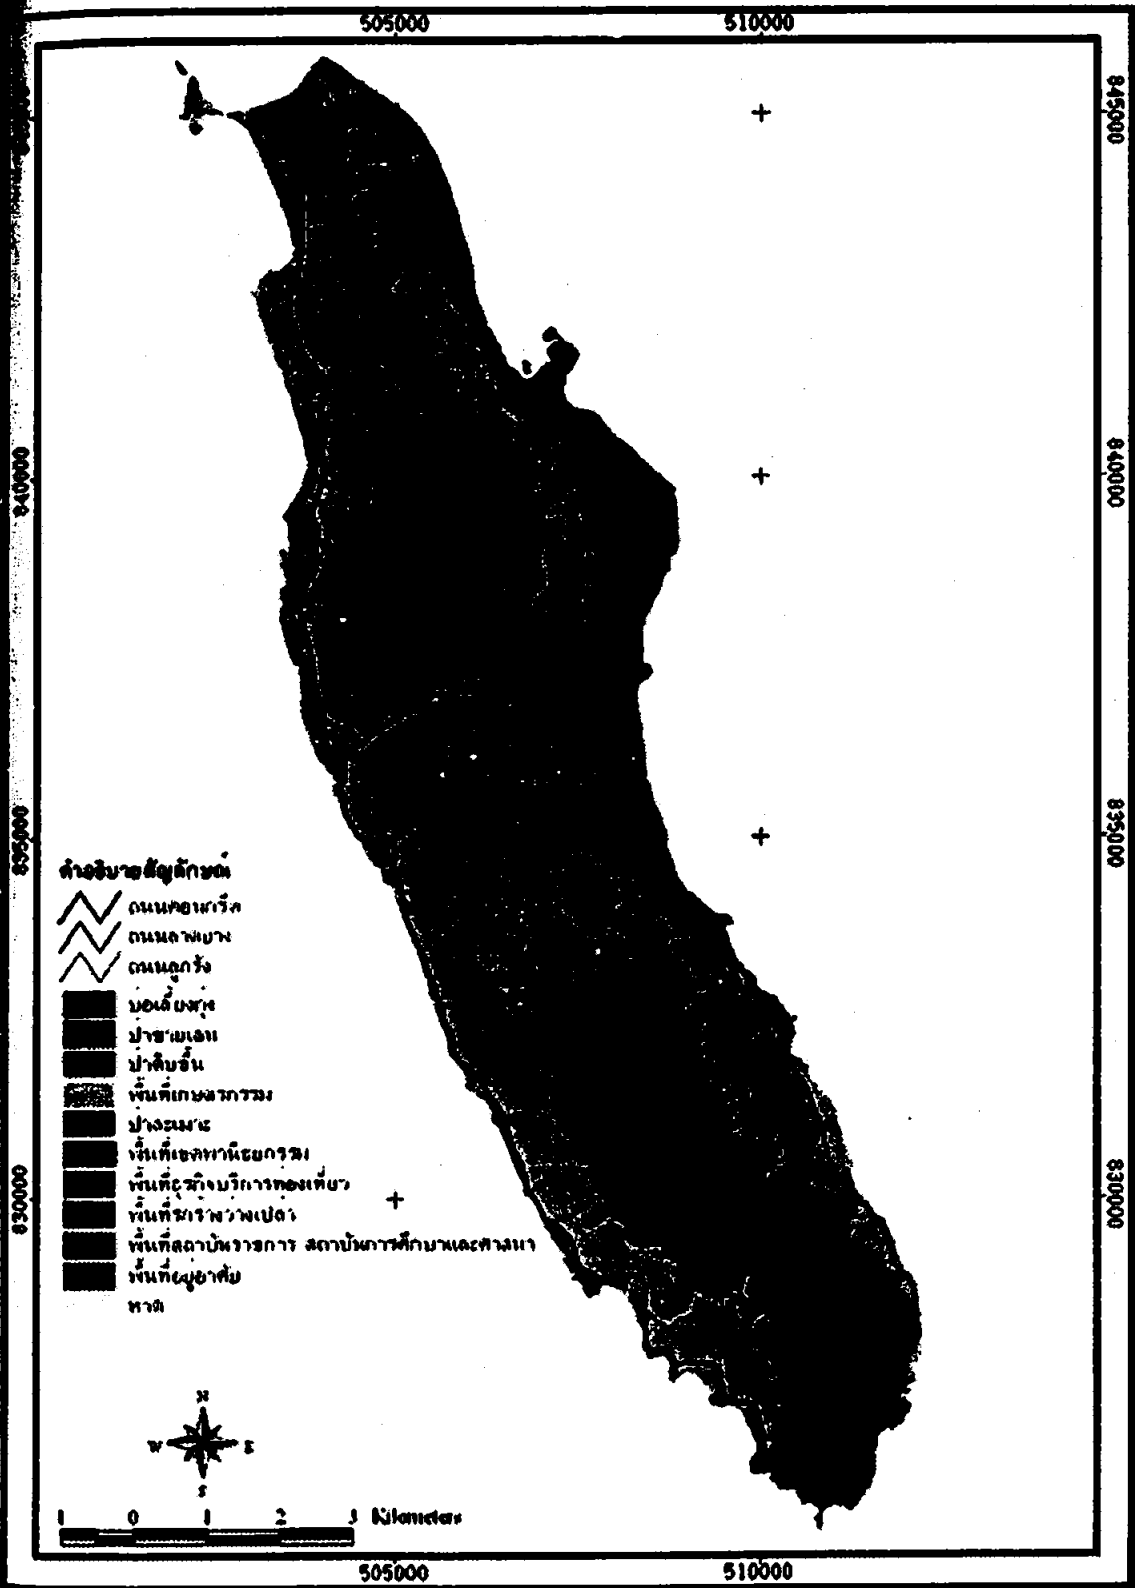 505000 510000
845000
840000 840000
835000 835000
คำอธิบายสัญลักษณ์
ถนนคอนกรีต
ถนนลาดยาง
ถนนลูกรัง
บ่อเลี้ยงกุ้ง
ป่าชายเลน
ป่าดิบชื้น
พื้นที่เกษตรกรรม
ป่าละเมาะ
พื้นที่เขตพาณิชยกรรม
พื้นที่ธุรกิจบริการท่องเที่ยว
830000 830000
พื้นที่รกร้างว่างเปล่า
พื้นที่สถาบันราชการ สถาบันการศึกษาและศาสนา
พื้นที่อยู่อาศัย
หาด
N
W E
S
1 0 1 2 3 Kilometers
505000 510000